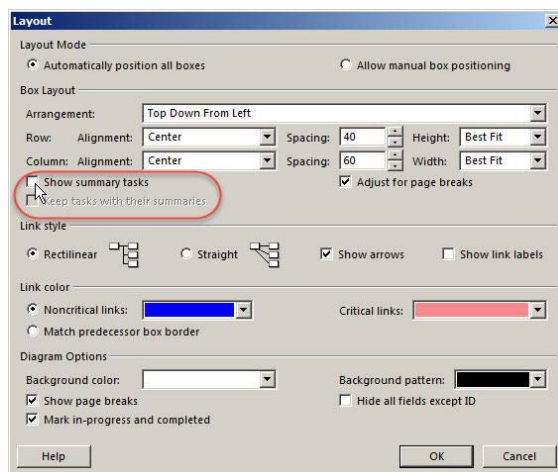 Layout
Layout Mode
Automatically position all boxes Allow manual box positioning
Box Layout
Arrangement: Top Down From Left
Row: Alignment: Center Spacing: 40 Height: Best Fit
Column: Alignment: Center Spacing: 60 Width: Best Fit
Show summary tasks Adjust for page breaks
Keep tasks with their summaries
Link style
Rectilinear Straight Show arrows Show link labels
Link color
Noncritical links: Critical links:
Match predecessor box border
Diagram Options
Background color: Background pattern:
Show page breaks Hide all fields except ID
Mark in-progress and completed
Help OK Cancel